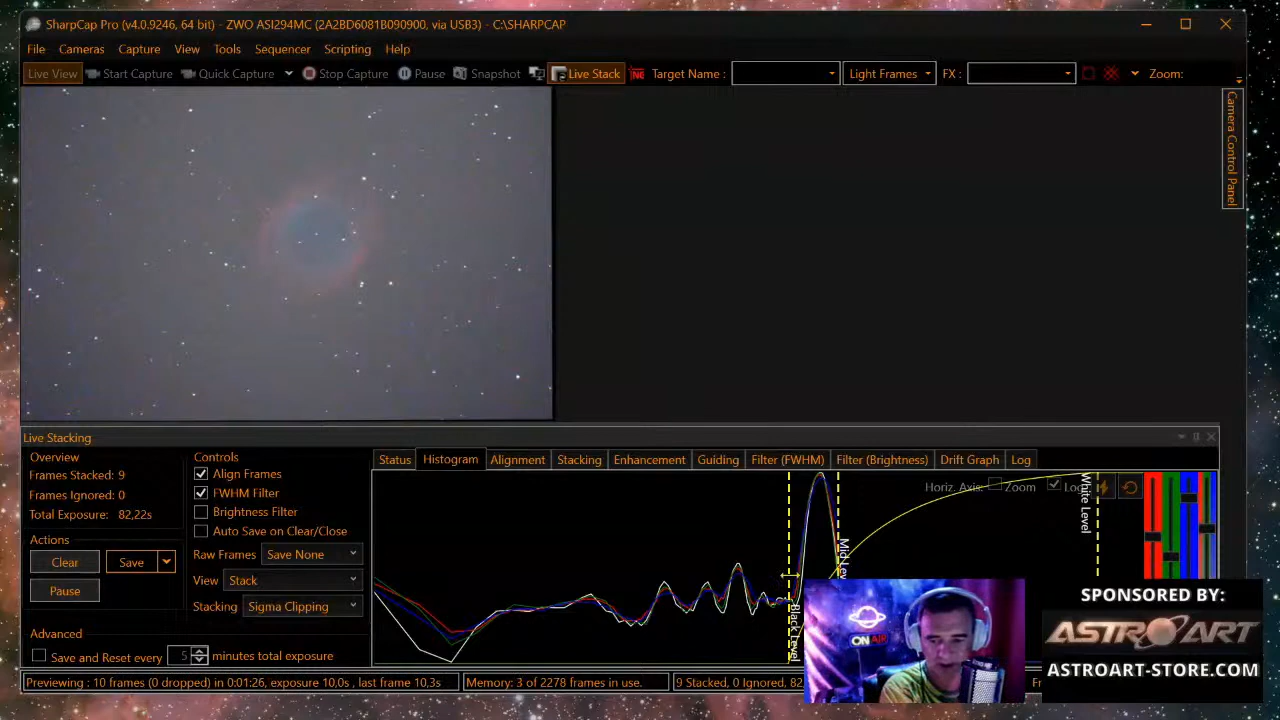 SharpCap Pro (v4.0.9246, 64 bit) - ZWO ASI294MC (2A2BD6081B090900, via USB3) - C:\SHARPCAP
File Cameras Capture View Tools Sequencer Scripting Help
Live View Start Capture Quick Capture Stop Capture Pause Snapshot Live Stack Target Name : Light Frames FX : Zoom:
Camera Control Panel
Live Stacking
Overview
Frames Stacked: 9
Frames Ignored: 0
Total Exposure: 82,22s
Actions
Clear Save
Pause
Controls
Align Frames
FWHM Filter
Brightness Filter
Auto Save on Clear/Close
Raw Frames Save None
View Stack
Stacking Sigma Clipping
Advanced
Save and Reset every 5 minutes total exposure
Status Histogram Alignment Stacking Enhancement Guiding Filter (FWHM) Filter (Brightness) Drift Graph Log
Horiz. Axis: Zoom
Black Level
Mid Lev
White Level
ON AIR
SPONSORED BY:
ASTROART
ASTROART-STORE.COM
Previewing : 10 frames (0 dropped) in 0:01:26, exposure 10,0s , last frame 10,3s
Memory: 3 of 2278 frames in use.
9 Stacked, 0 Ignored, 82